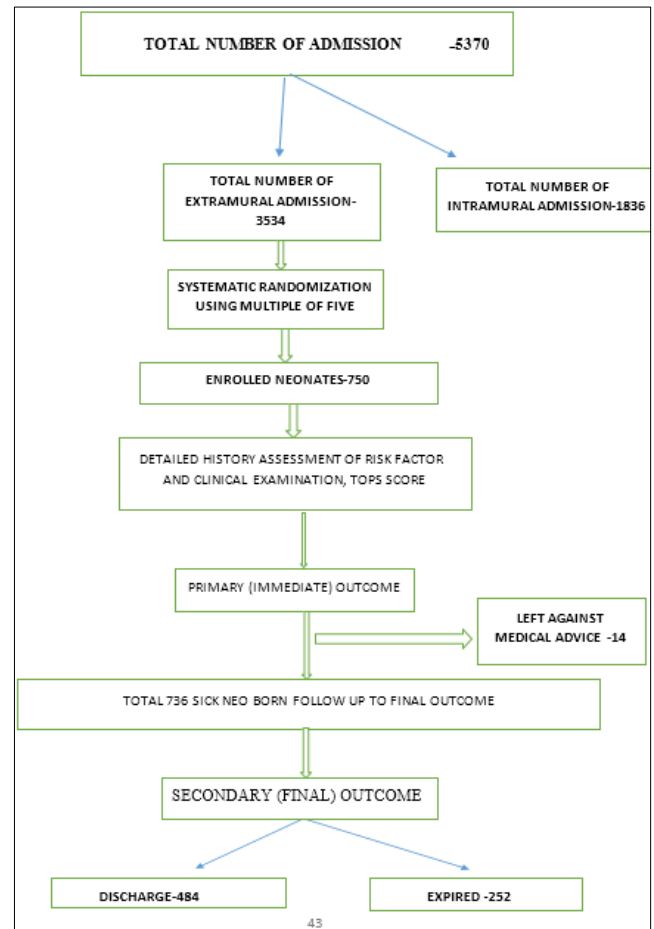 TOTAL NUMBER OF ADMISSION -5370
TOTAL NUMBER OF
EXTRAMURAL ADMISSION-
3534
TOTAL NUMBER OF
INTRAMURAL ADMISSION-1836
SYSTEMATIC RANDOMIZATION
USING MULTIPLE OF FIVE
ENROLLED NEONATES-750
DETAILED HISTORY ASSESSMENT OF RISK FACTOR
AND CLINICAL EXAMINATION, TOPS SCORE
PRIMARY (IMMEDIATE) OUTCOME
LEFT AGAINST
MEDICAL ADVICE -14
TOTAL 736 SICK NEO BORN FOLLOW UP TO FINAL OUTCOME
SECONDARY (FINAL) OUTCOME
DISCHARGE-484
EXPIRED -252
43